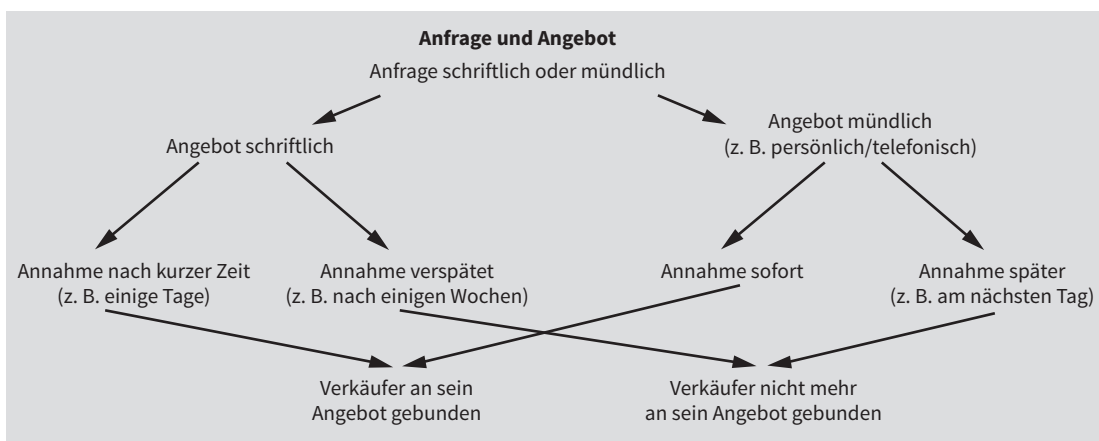 Anfrage und Angebot
Anfrage schriftlich oder mündlich
Angebot schriftlich
Angebot mündlich
(z. B. persönlich/telefonisch)
Annahme nach kurzer Zeit
(z. B. einige Tage)
Annahme verspätet
(z. B. nach einigen Wochen)
Annahme sofort
Annahme später
(z. B. am nächsten Tag)
Verkäufer an sein
Angebot gebunden
Verkäufer nicht mehr
an sein Angebot gebunden